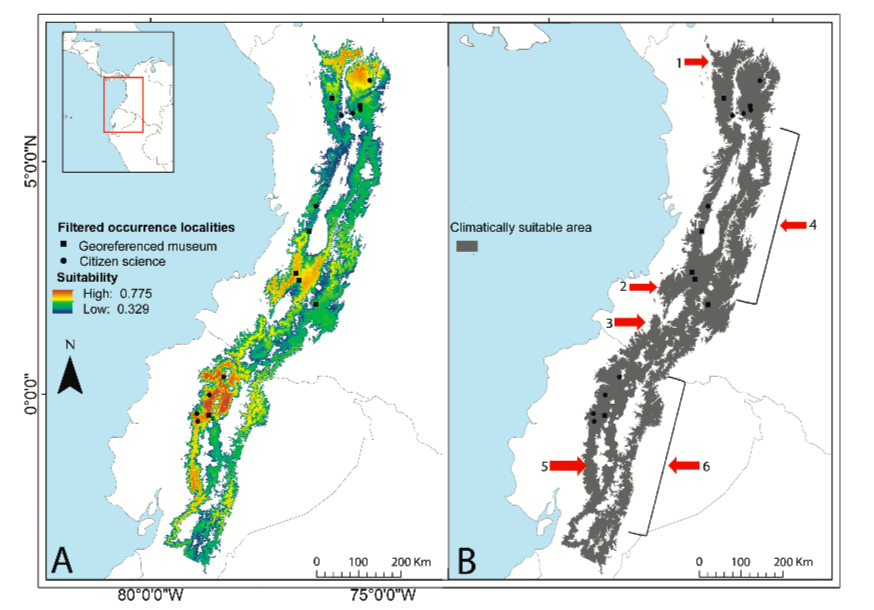 1
5°0'0"N
Filtered occurrence localities
Georeferenced museum
Citizen science
Suitability
High: 0.775
Low: 0.329
Climatically suitable area
4
2
3
N
0°0'0"
5
6
A
0 100 200 Km
B
0 100 200 Km
80°0'0"W
75°0'0"W